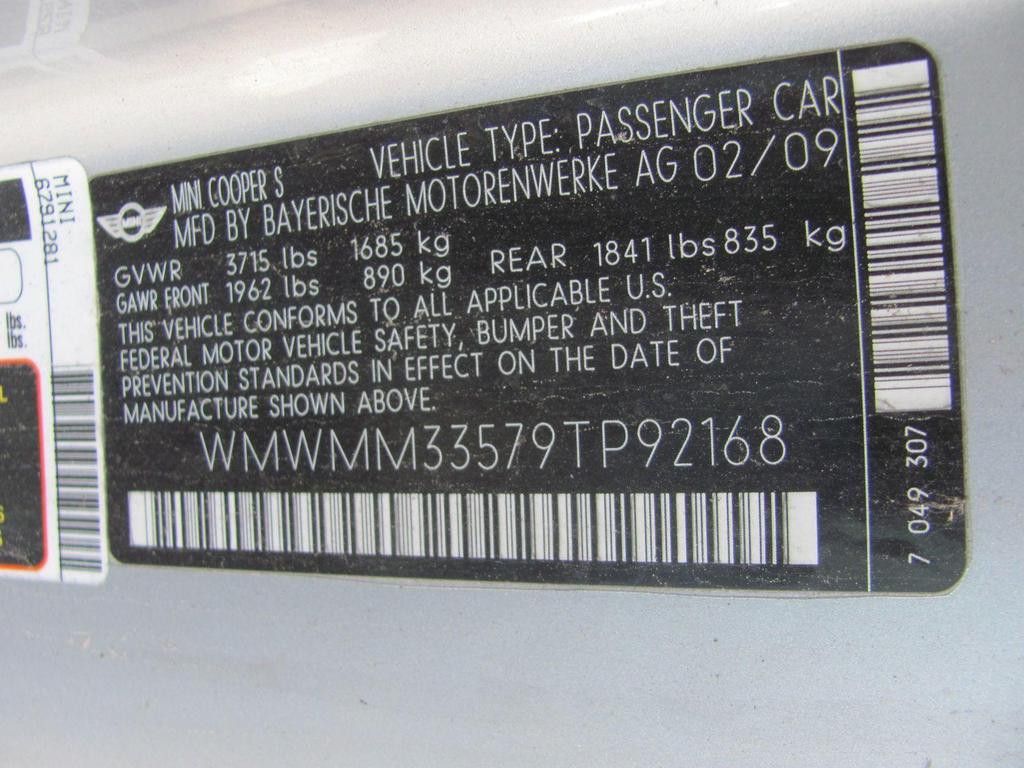 MINI
6791281
lbs.
lbs.
L
S
MINI COOPER S VEHICLE TYPE: PASSENGER CAR
MFD BY BAYERISCHE MOTORENWERKE AG 02/09
GVWR 3715 lbs 1685 kg
GAWR FRONT 1962 lbs 890 kg REAR 1841 lbs 835 kg
THIS VEHICLE CONFORMS TO ALL APPLICABLE U.S.
FEDERAL MOTOR VEHICLE SAFETY, BUMPER AND THEFT
PREVENTION STANDARDS IN EFFECT ON THE DATE OF
MANUFACTURE SHOWN ABOVE.
WMWMM33579TP92168
7 049 307